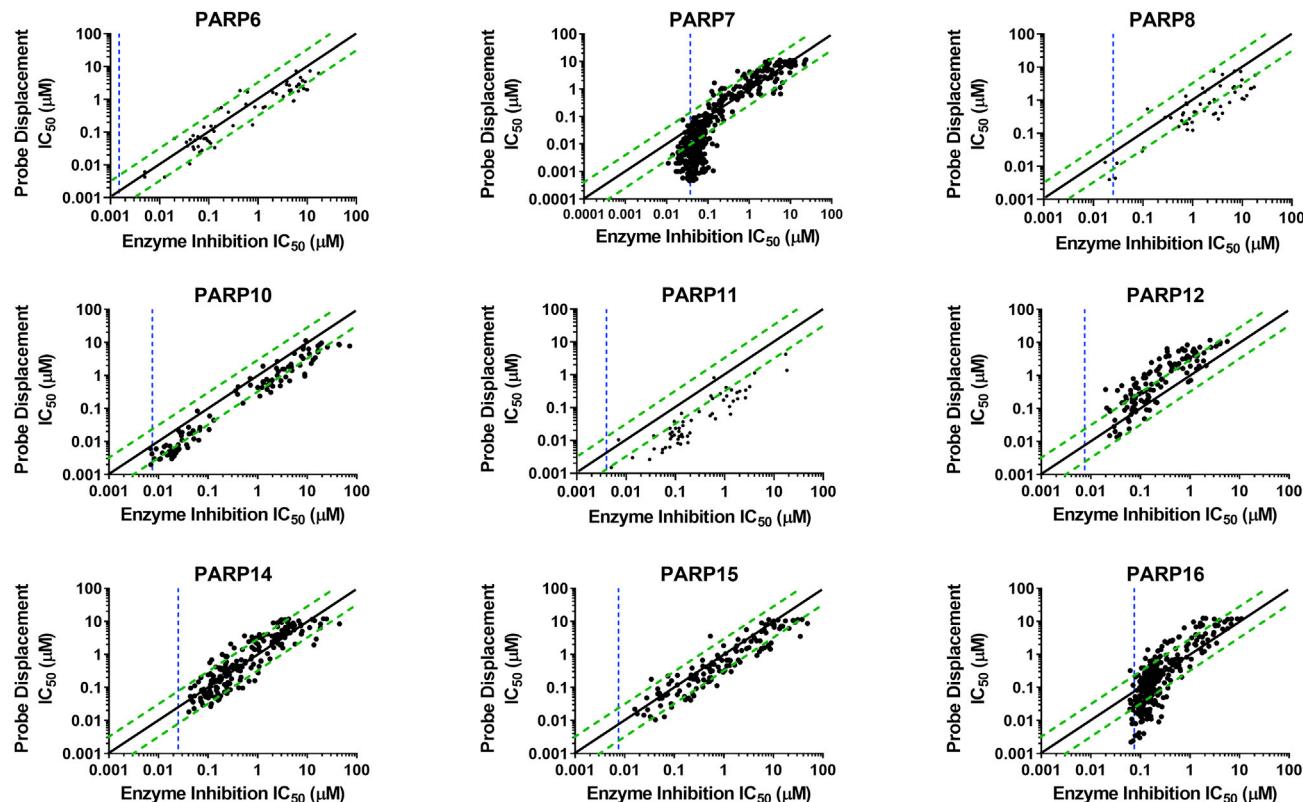 PARP6
Probe Displacement
IC50 (µM)
100
10
1
0.1
0.01
0.001
0.001 0.01 0.1 1 10 100
Enzyme Inhibition IC50 (µM)
PARP7
Probe Displacement
IC50 (µM)
100
10
1
0.1
0.01
0.001
0.0001
0.0001 0.001 0.01 0.1 1 10 100
Enzyme Inhibition IC50 (µM)
PARP8
Probe Displacement
IC50 (µM)
100
10
1
0.1
0.01
0.001
0.001 0.01 0.1 1 10 100
Enzyme Inhibition IC50 (µM)
PARP10
Probe Displacement
IC50 (µM)
100
10
1
0.1
0.01
0.001
0.001 0.01 0.1 1 10 100
Enzyme Inhibition IC50 (µM)
PARP11
Probe Displacement
IC50 (µM)
100
10
1
0.1
0.01
0.001
0.001 0.01 0.1 1 10 100
Enzyme Inhibition IC50 (µM)
PARP12
Probe Displacement
IC50 (µM)
100
10
1
0.1
0.01
0.001
0.001 0.01 0.1 1 10 100
Enzyme Inhibition IC50 (µM)
PARP14
Probe Displacement
IC50 (µM)
100
10
1
0.1
0.01
0.001
0.001 0.01 0.1 1 10 100
Enzyme Inhibition IC50 (µM)
PARP15
Probe Displacement
IC50 (µM)
100
10
1
0.1
0.01
0.001
0.001 0.01 0.1 1 10 100
Enzyme Inhibition IC50 (µM)
PARP16
Probe Displacement
IC50 (µM)
100
10
1
0.1
0.01
0.001
0.001 0.01 0.1 1 10 100
Enzyme Inhibition IC50 (µM)